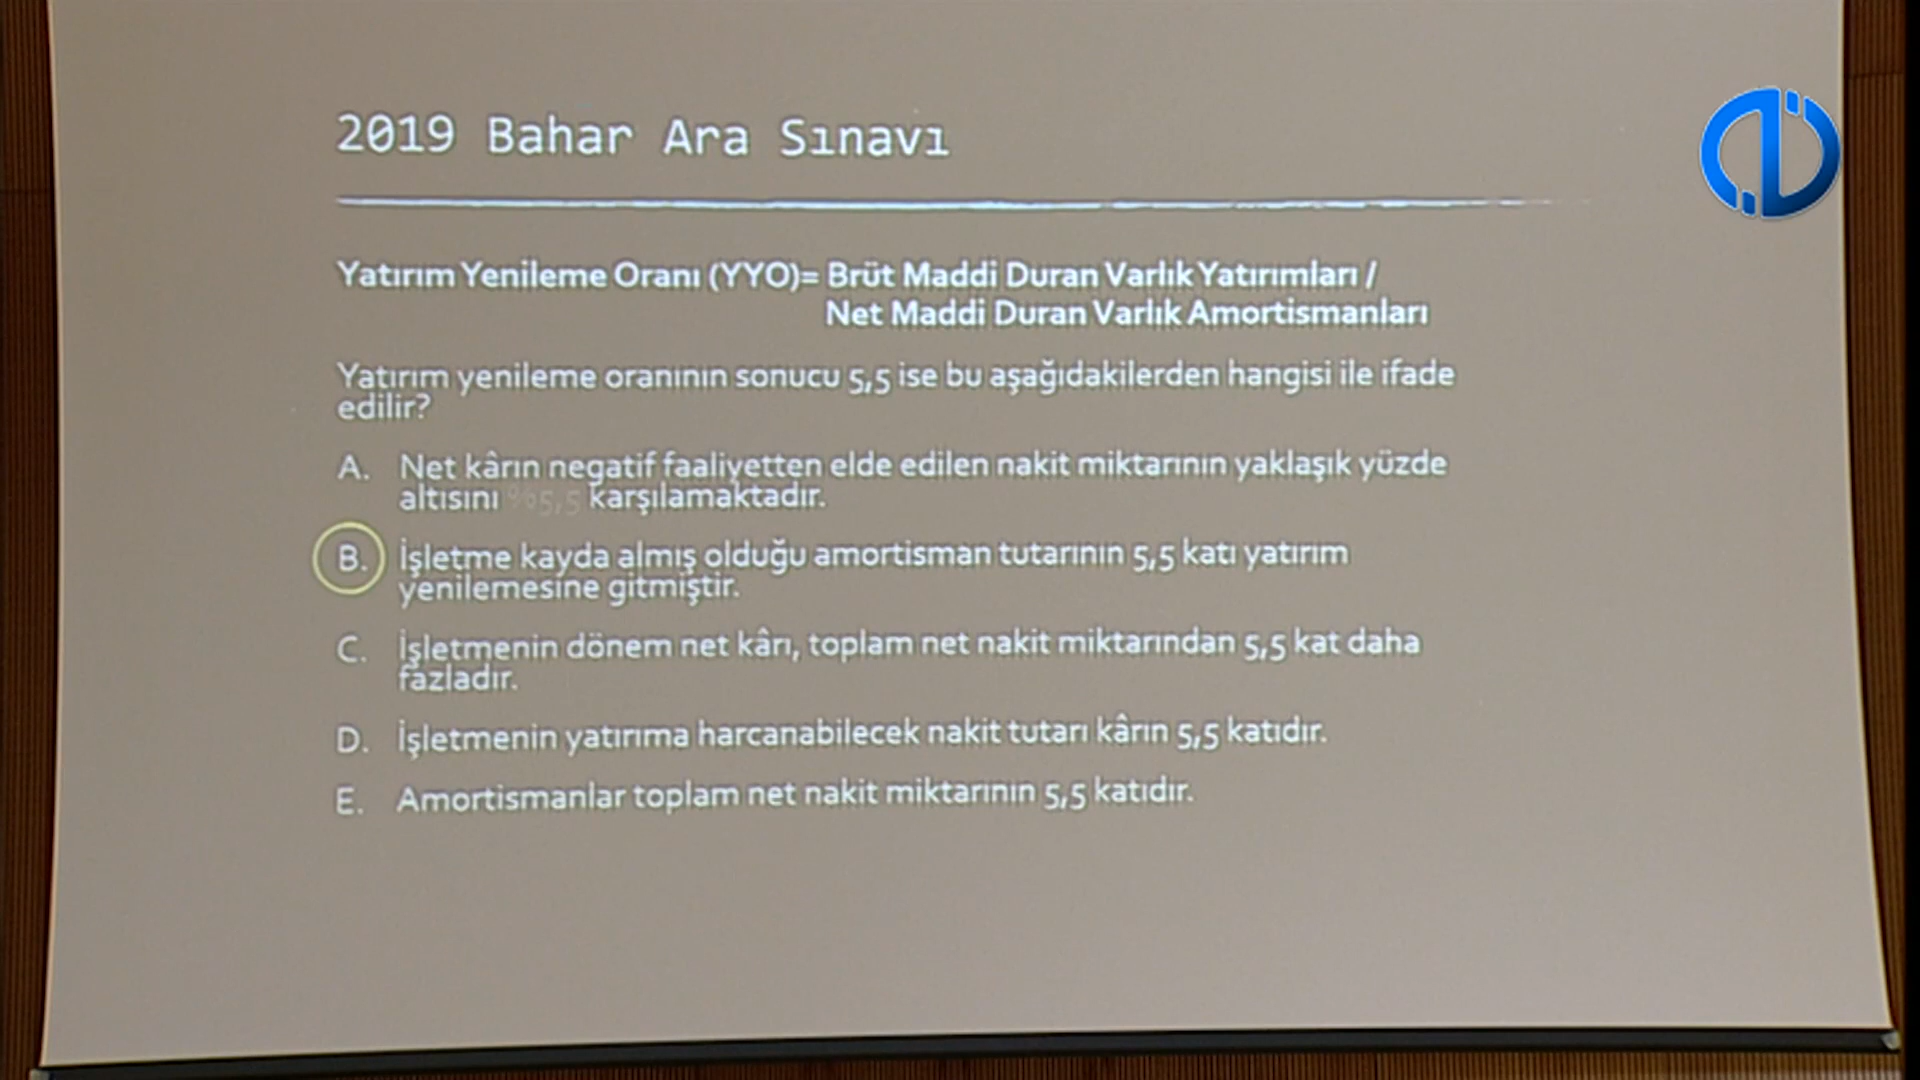 2019 Bahar Ara Sınavı
Yatırım Yenileme Oranı (YYO)= Brüt Maddi Duran Varlık Yatırımları /
Net Maddi Duran Varlık Amortismanları
Yatırım yenileme oranının sonucu 5,5 ise bu aşağıdakilerden hangisi ile ifade
edilir?
A. Net kârın negatif faaliyetten elde edilen nakit miktarının yaklaşık yüzde
altısını %5,5 karşılamaktadır.
B. İşletme kayda almış olduğu amortisman tutarının 5,5 katı yatırım
yenilemesine gitmiştir.
C. İşletmenin dönem net kârı, toplam net nakit miktarından 5,5 kat daha
fazladır.
D. İşletmenin yatırıma harcanabilecek nakit tutarı kârın 5,5 katıdır.
E. Amortismanlar toplam net nakit miktarının 5,5 katıdır.